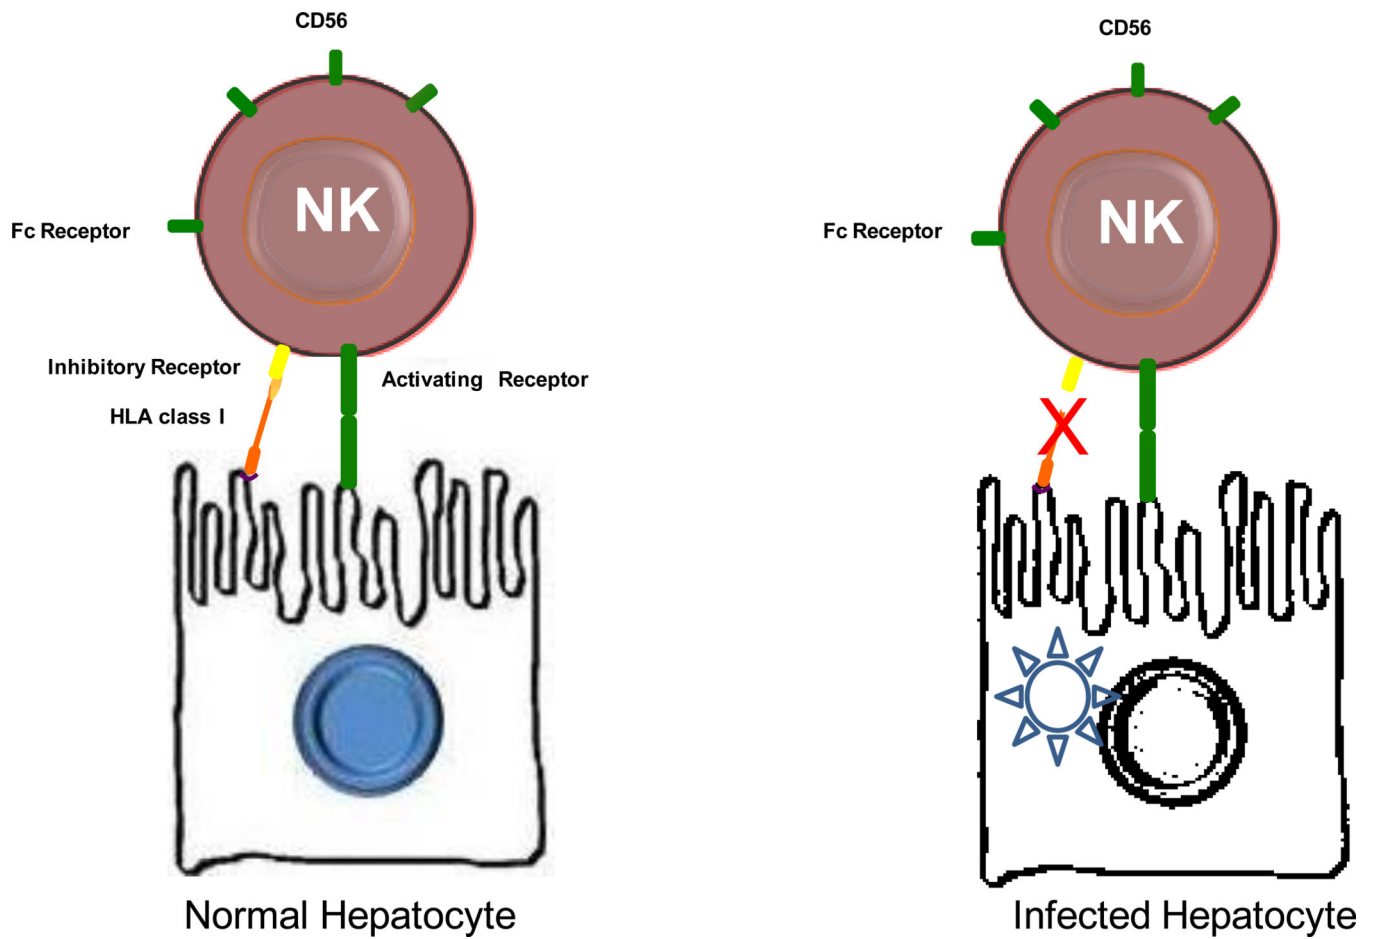 CD56
CD56
NK
NK
Fc Receptor
Fc Receptor
Inhibitory Receptor
Activating Receptor
HLA class I
X
Normal Hepatocyte
Infected Hepatocyte